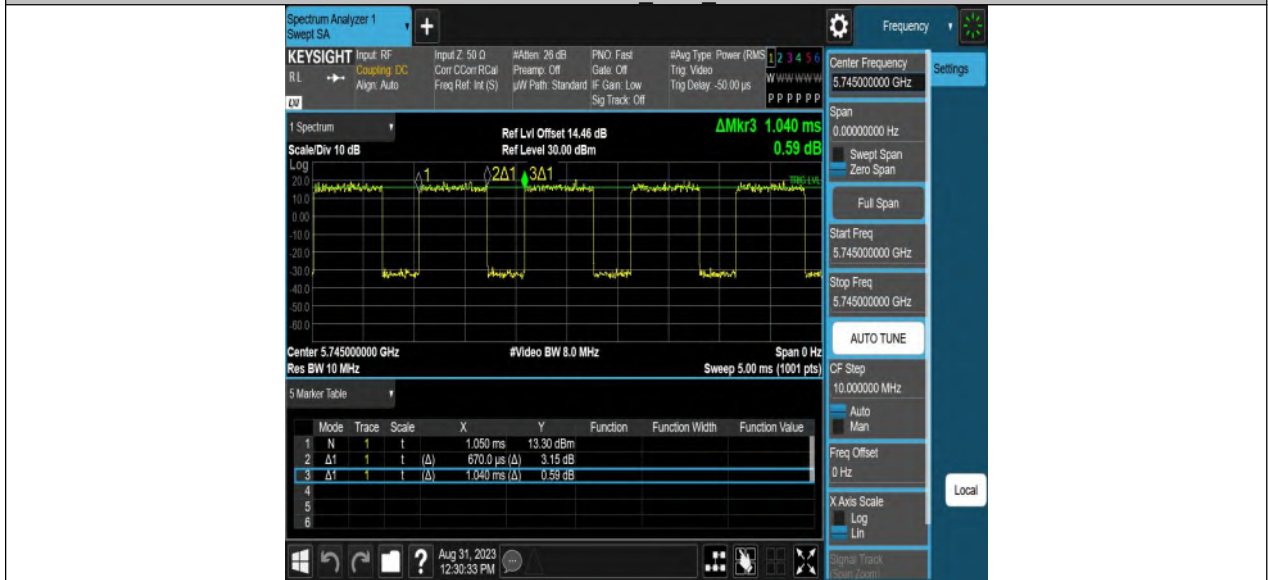 Spectrum Analyzer 1
Swept SA
+
Frequency
KEYSIGHT Input: RF Input Z: 50 Ω #Atten: 26 dB PNO: Fast #Avg Type: Power (RMS 1 2 3 4 5 6
RL Coupling: DC Corr CCorr RCal Preamp: Off Gate: Off Trig: Video
Align: Auto Freq Ref: Int (S) µW Path: Standard IF Gain: Low Trig Delay: -50.00 µs W W W W W W
LXI Sig Track: Off P P P P P P
Center Frequency
5.745000000 GHz
Settings
Span
0.00000000 Hz
Swept Span
Zero Span
Full Span
Start Freq
5.745000000 GHz
Stop Freq
5.745000000 GHz
AUTO TUNE
CF Step
10.000000 MHz
Auto
Man
Freq Offset
0 Hz
X Axis Scale
Log
Lin
Signal Track
(Span Zoom)
Local
1 Spectrum
Ref Lvl Offset 14.46 dB
ΔMkr3 1.040 ms
Scale/Div 10 dB
Ref Level 30.00 dBm
0.59 dB
Log
1 2Δ1 3Δ1
TRIG LVL
20.0
10.0
0.00
-10.0
-20.0
-30.0
-40.0
-50.0
-60.0
Center 5.745000000 GHz #Video BW 8.0 MHz Span 0 Hz
Res BW 10 MHz Sweep 5.00 ms (1001 pts)
5 Marker Table
Mode Trace Scale X Y Function Function Width Function Value
1 N 1 t 1.050 ms 13.30 dBm
2 Δ1 1 t (Δ) 670.0 µs (Δ) 3.15 dB
3 Δ1 1 t (Δ) 1.040 ms (Δ) 0.59 dB
4
5
6
? Aug 31, 2023
12:30:33 PM